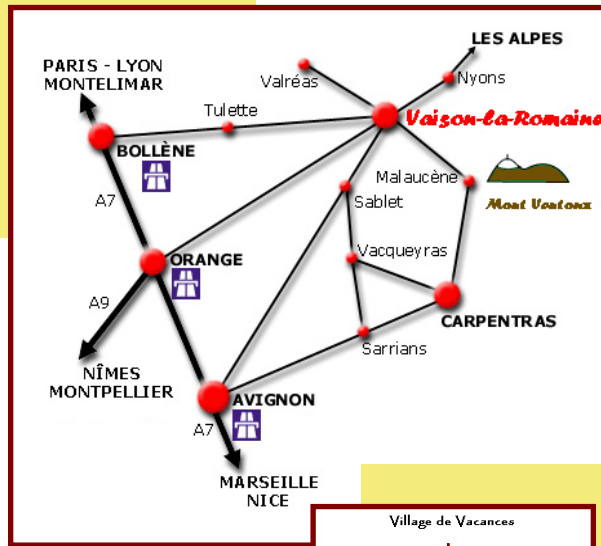 LES ALPES
PARIS - LYON
MONTELIMAR
Valréas
Nyons
Tulette
Vaison-la-Romaine
BOLLÈNE
Malaucène
Sablet
A7
Mont Ventoux
Vacqueyras
ORANGE
A9
CARPENTRAS
Sarrians
NÎMES
MONTPELLIER
AVIGNON
A7
MARSEILLE
NICE
Village de Vacances